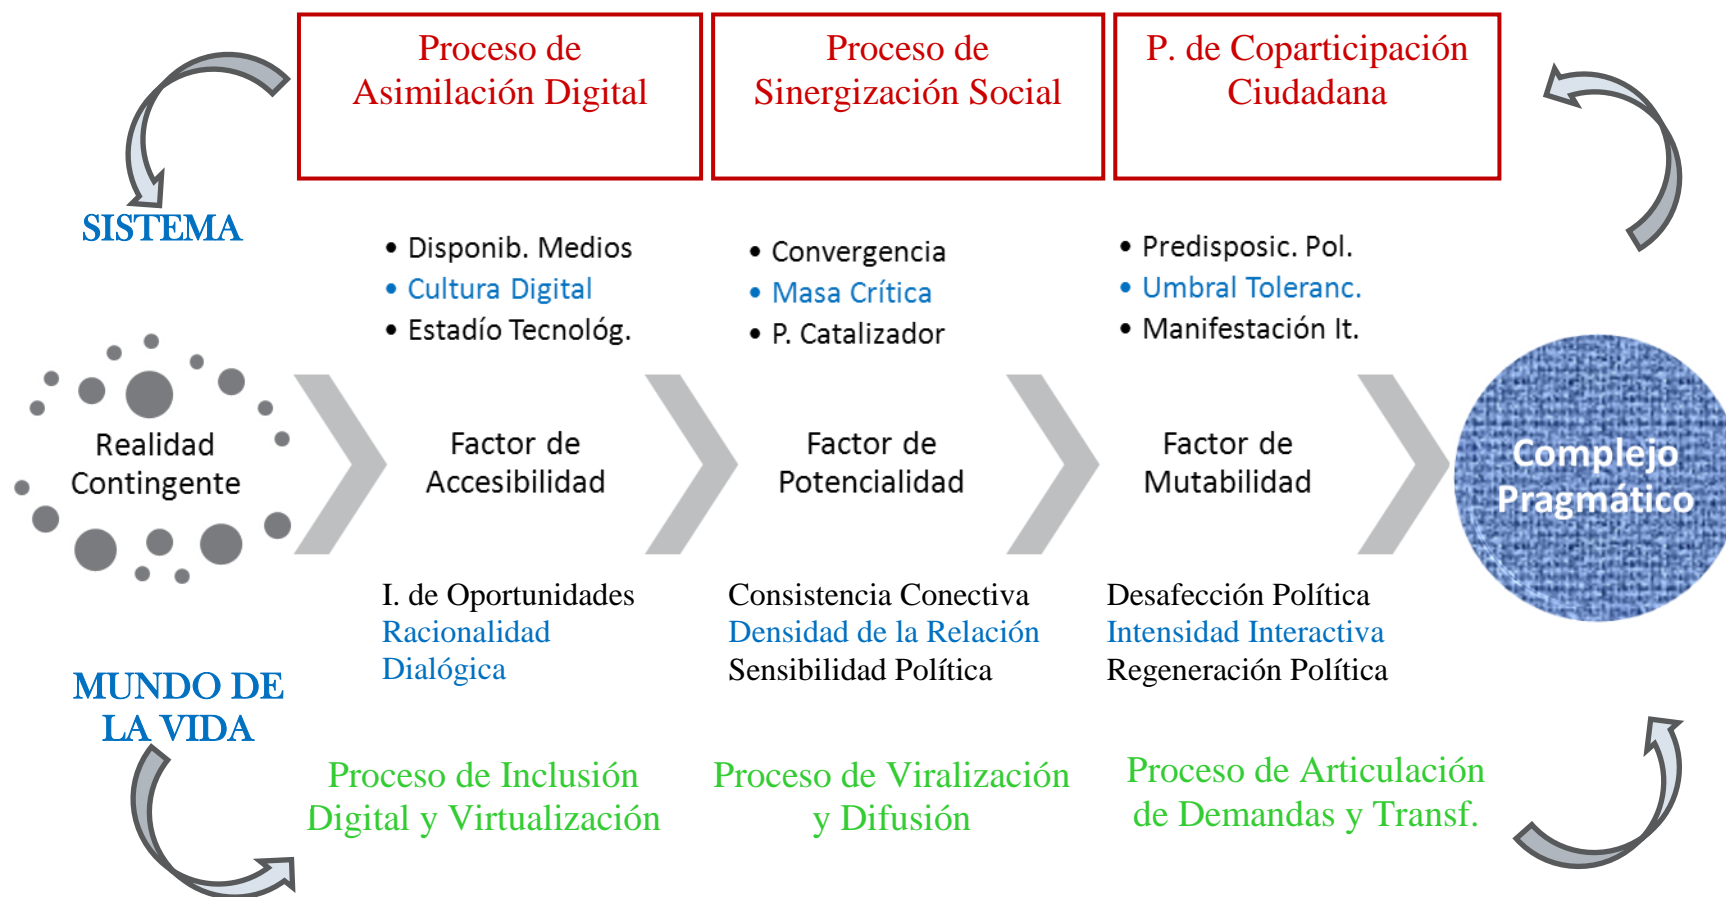 Proceso de
Asimilación Digital
Proceso de
Sinergización Social
P. de Coparticipación
Ciudadana
SISTEMA
• Disponib. Medios
• Cultura Digital
• Estadío Tecnológ.
• Convergencia
• Masa Crítica
• P. Catalizador
• Predisposic. Pol.
• Umbral Toleranc.
• Manifestación It.
Realidad
Contingente
Factor de
Accesibilidad
Factor de
Potencialidad
Factor de
Mutabilidad
Complejo
Pragmático
I. de Oportunidades
Racionalidad
Dialógica
Consistencia Conectiva
Densidad de la Relación
Sensibilidad Política
Desafección Política
Intensidad Interactiva
Regeneración Política
MUNDO DE
LA VIDA
Proceso de Inclusión
Digital y Virtualización
Proceso de Viralización
y Difusión
Proceso de Articulación
de Demandas y Transf.